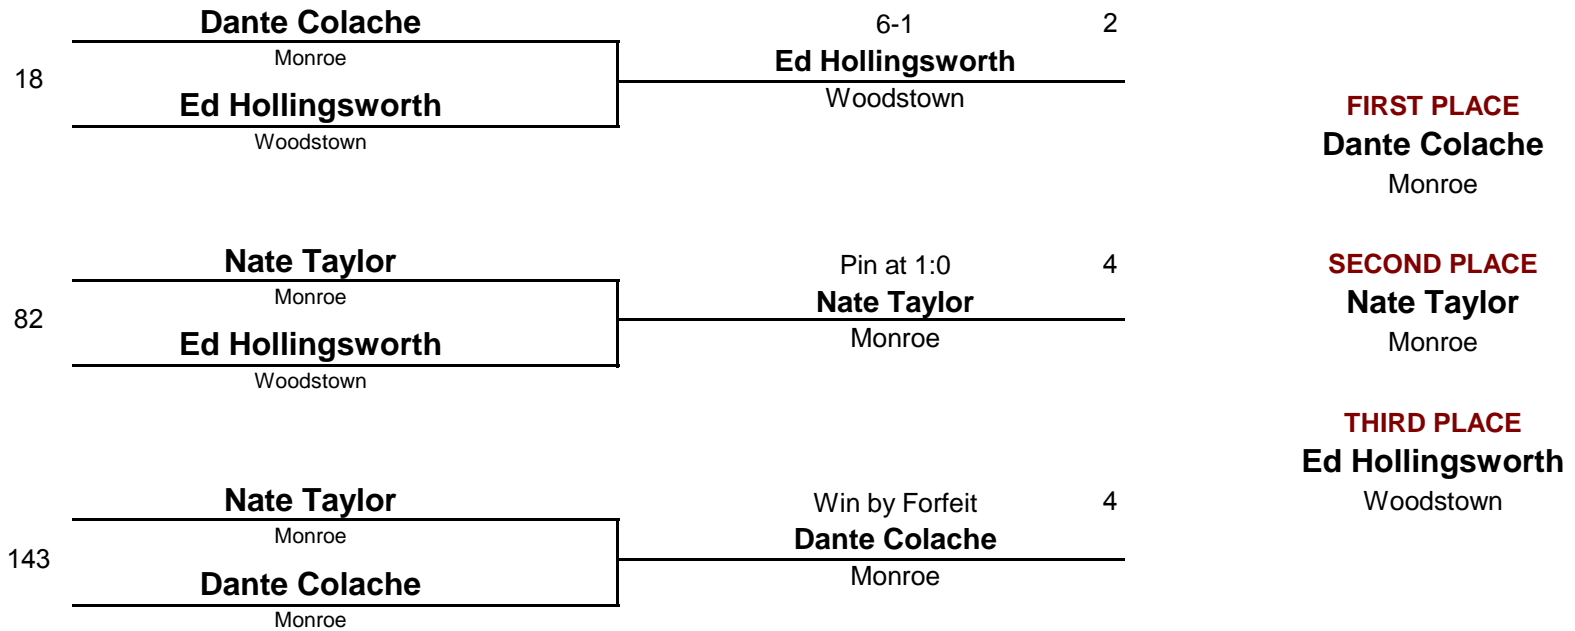 Dante Colache
Monroe
18
Ed Hollingsworth
Woodstown
6-1 2
Ed Hollingsworth
Woodstown
Nate Taylor
Monroe
82
Ed Hollingsworth
Woodstown
Pin at 1:0 4
Nate Taylor
Monroe
Nate Taylor
Monroe
143
Dante Colache
Monroe
Win by Forfeit 4
Dante Colache
Monroe
FIRST PLACE
Dante Colache
Monroe
SECOND PLACE
Nate Taylor
Monroe
THIRD PLACE
Ed Hollingsworth
Woodstown